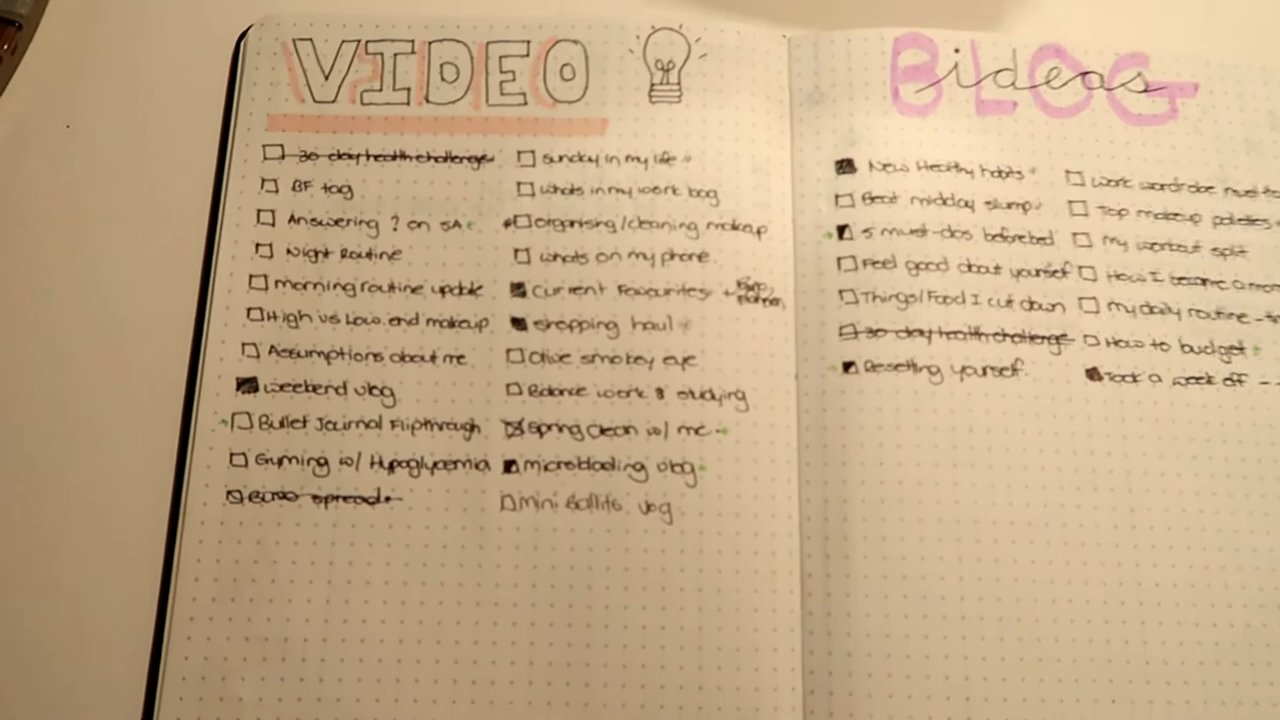 VIDEO
30 day health challenge
BF tag
Answering ? on SA
Night Routine
morning routine update
High vs Low end makeup
Assumptions about me
weekend vlog
Bullet Journal Flipthrough
Gyming w/ Hypoglycemia
BUJO spread
sunday in my life
whats in my work bag
organising/cleaning makeup
whats on my phone
Current Favourites +
shopping haul
Olive smokey eye
Balance work & studying
Spring clean w/ me
microblading vlog
mini vlog
BLOG
ideas
New Healthy habits
Beat midday slump
5 must-dos before bed
Feel good about yourself
Things/Food I cut down
30 day health challenge
Resetting yourself
work wardrobe must
Top makeup palettes
my workout split
How I became a
my daily routine
How to budget
Took a week off